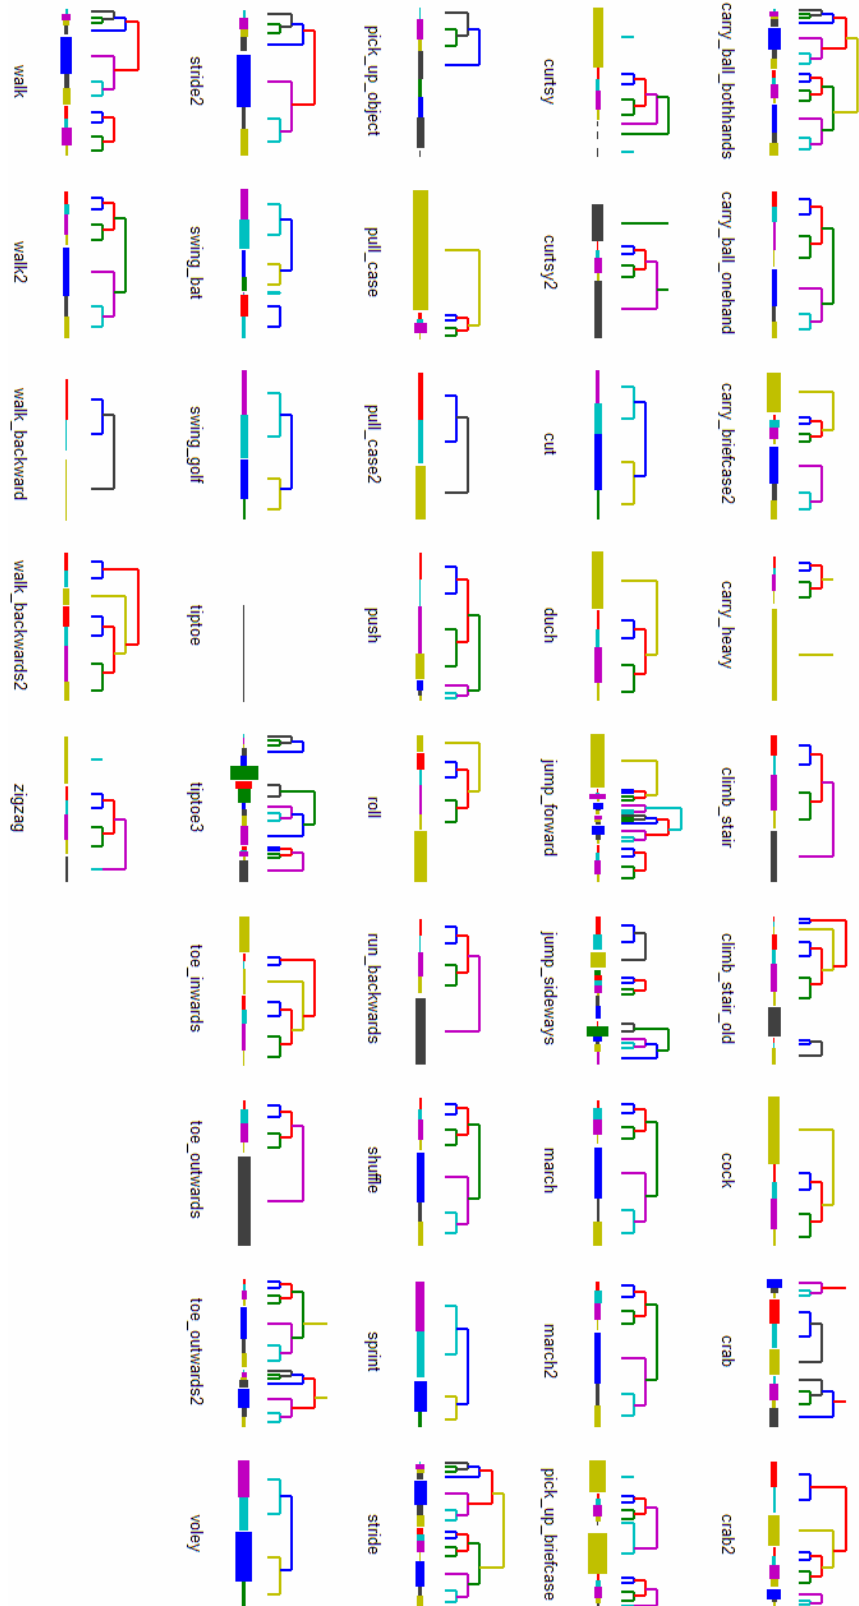 carry_ball_bothhands
carry_ball_onehand
carry_briefcase2
carry_heavy
climb_stair
climb_stair_old
cock
crab
crab2
curtsy
curtsy2
cut
duch
jump_forward
jump_sideways
march
march2
pick_up_briefcase
pick_up_object
pull_case
pull_case2
push
roll
run_backwards
shuffle
sprint
stride
stride2
swing_bat
swing_golf
tiptoe
tiptoe3
toe_inwards
toe_outwards
toe_outwards2
voley
walk
walk2
walk_backward
walk_backwards2
zigzag